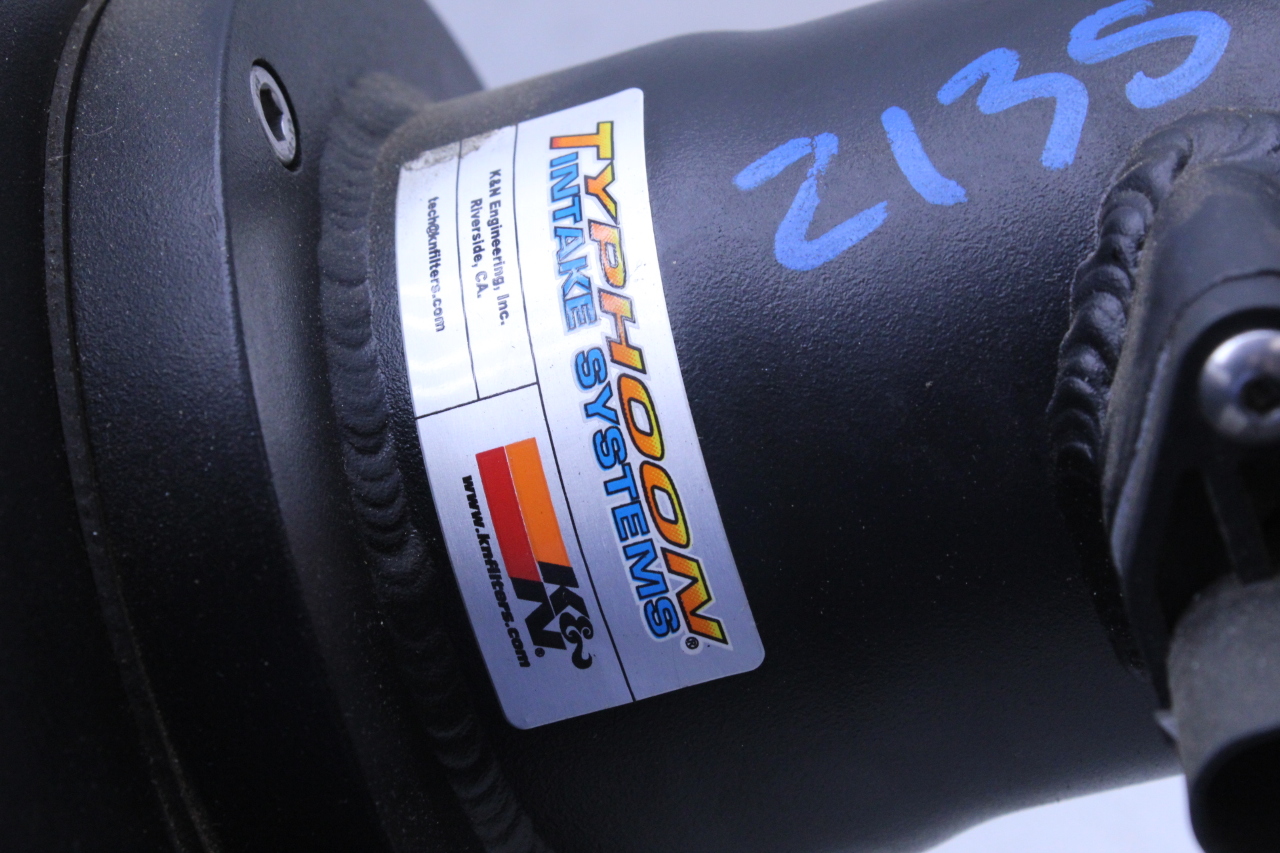 TYPHOON®
INTAKE SYSTEMS
K&N Engineering, Inc.
Riverside, CA.
tech@knfilters.com
K&N®
www.knfilters.com
2135